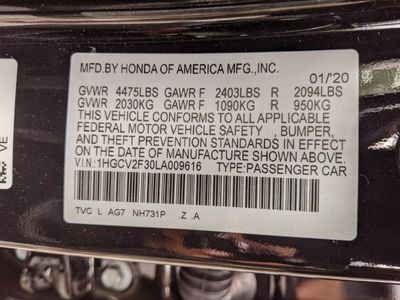 MFD.BY HONDA OF AMERICA MFG.,INC.
01/'20
GVWR 4475LBS GAWR F 2403LBS R 2094LBS
GVWR 2030KG GAWR F 1090KG R 950KG
THIS VEHICLE CONFORMS TO ALL APPLICABLE
FEDERAL MOTOR VEHICLE SAFETY , BUMPER,
AND THEFT PREVENTION STANDARDS IN EFFECT
ON THE DATE OF MANUFACTURE SHOWN ABOVE.
V.I.N:1HGCV2F30LA009616 TYPE:PASSENGER CAR
TVC L AG7 NH731P .Z .A
VE